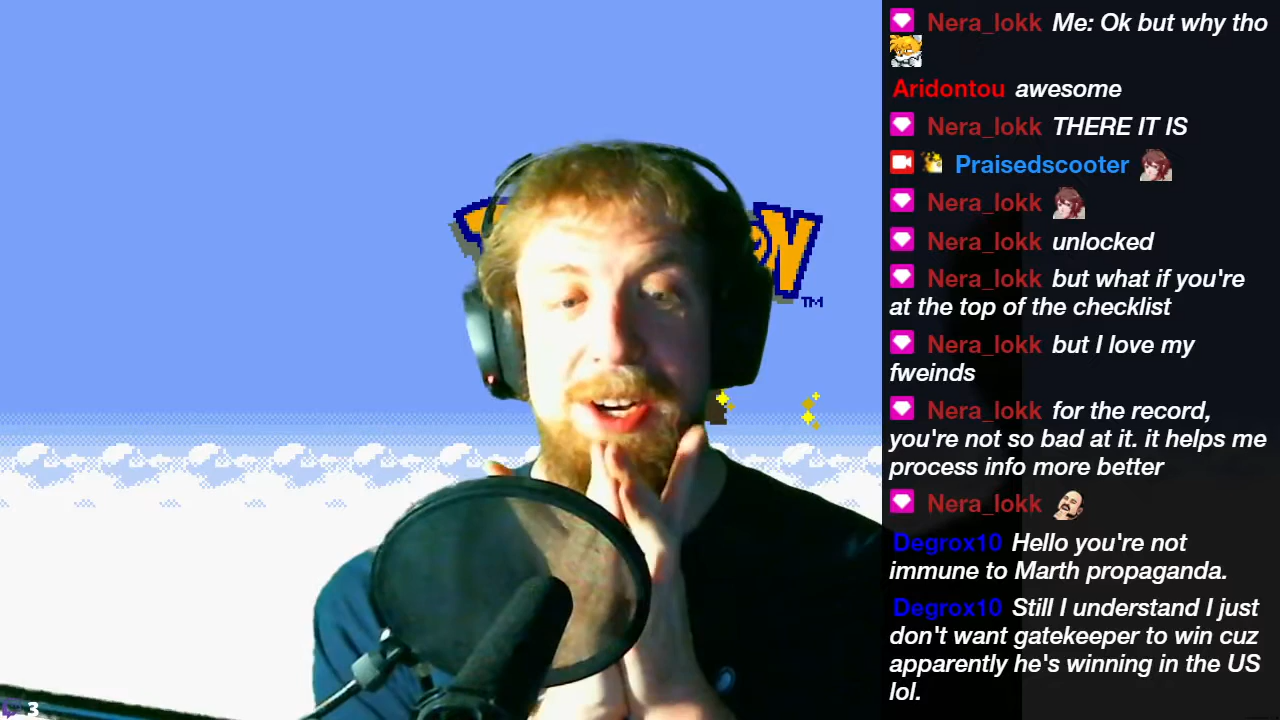 Nera_lokk Me: Ok but why tho
Aridontou awesome
Nera_lokk THERE IT IS
Praisedscooter
Nera_lokk
Nera_lokk unlocked
Nera_lokk but what if you're
at the top of the checklist
Nera_lokk but I love my
fweinds
Nera_lokk for the record,
you're not so bad at it. it helps me
process info more better
Nera_lokk
Degrox10 Hello you're not
immune to Marth propaganda.
Degrox10 Still I understand I just
don't want gatekeeper to win cuz
apparently he's winning in the US
lol.
N
TM
3